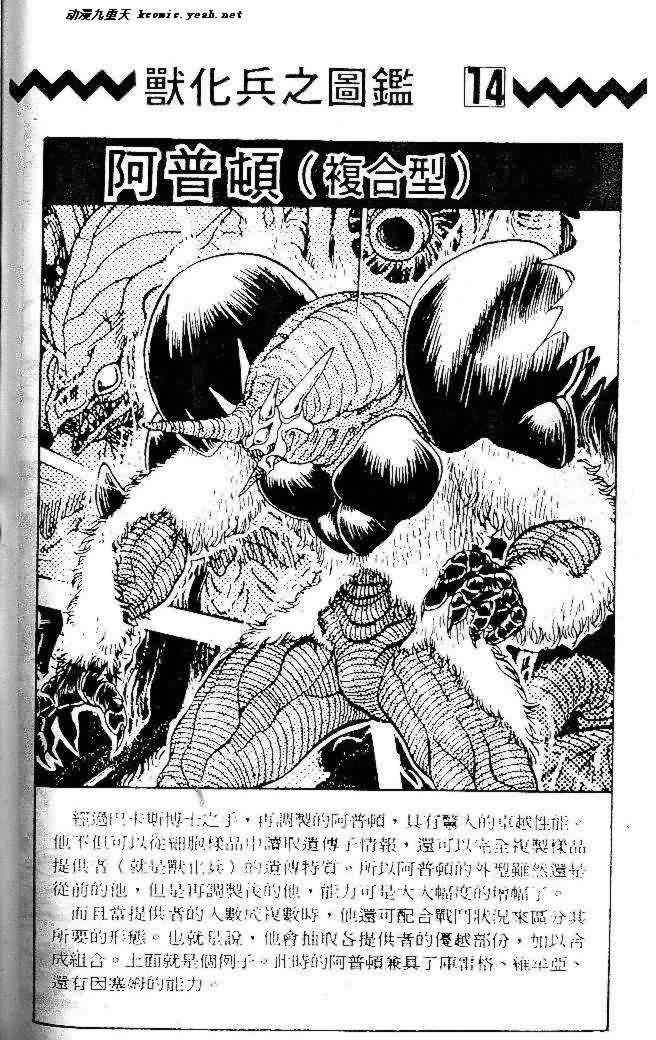 动漫九重天 kcomic.yeah.net
獸化兵之圖鑑 14
阿普頓（複合型）
經過巴卡斯博士之手，再調製的阿普頓，具有驚人的卓越性能。
他不但可以從細胞樣品中讀取遺傳子情報，還可以完全複製樣品
提供者（就是獸化兵）的遺傳特質。所以阿普頓的外型雖然還是
從前的他，但是再調製後的他，能力可是大大幅度的增幅了。
而且當提供者的人數成複數時，他還可配合戰鬥狀況來區分其
所要的形態。也就是說，他會抽取各提供者的優越部份，加以合
成組合。上面就是個例子。此時的阿普頓兼具了庫雷格、
還有因塞姆的能力。